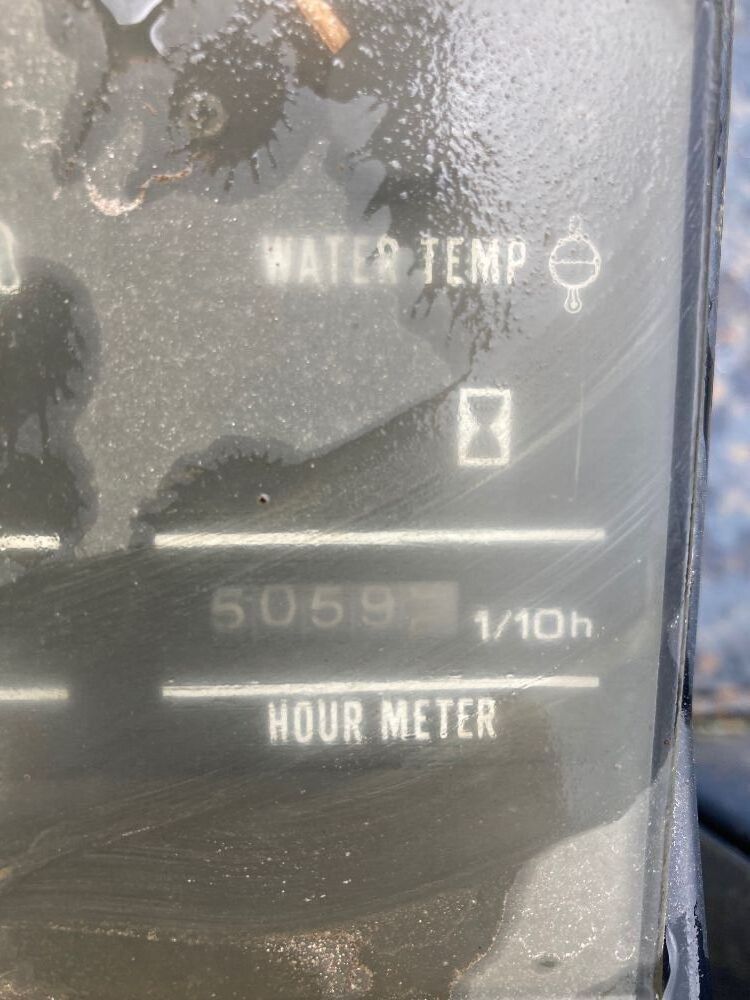 WATER TEMP
5059
1/10h
HOUR METER